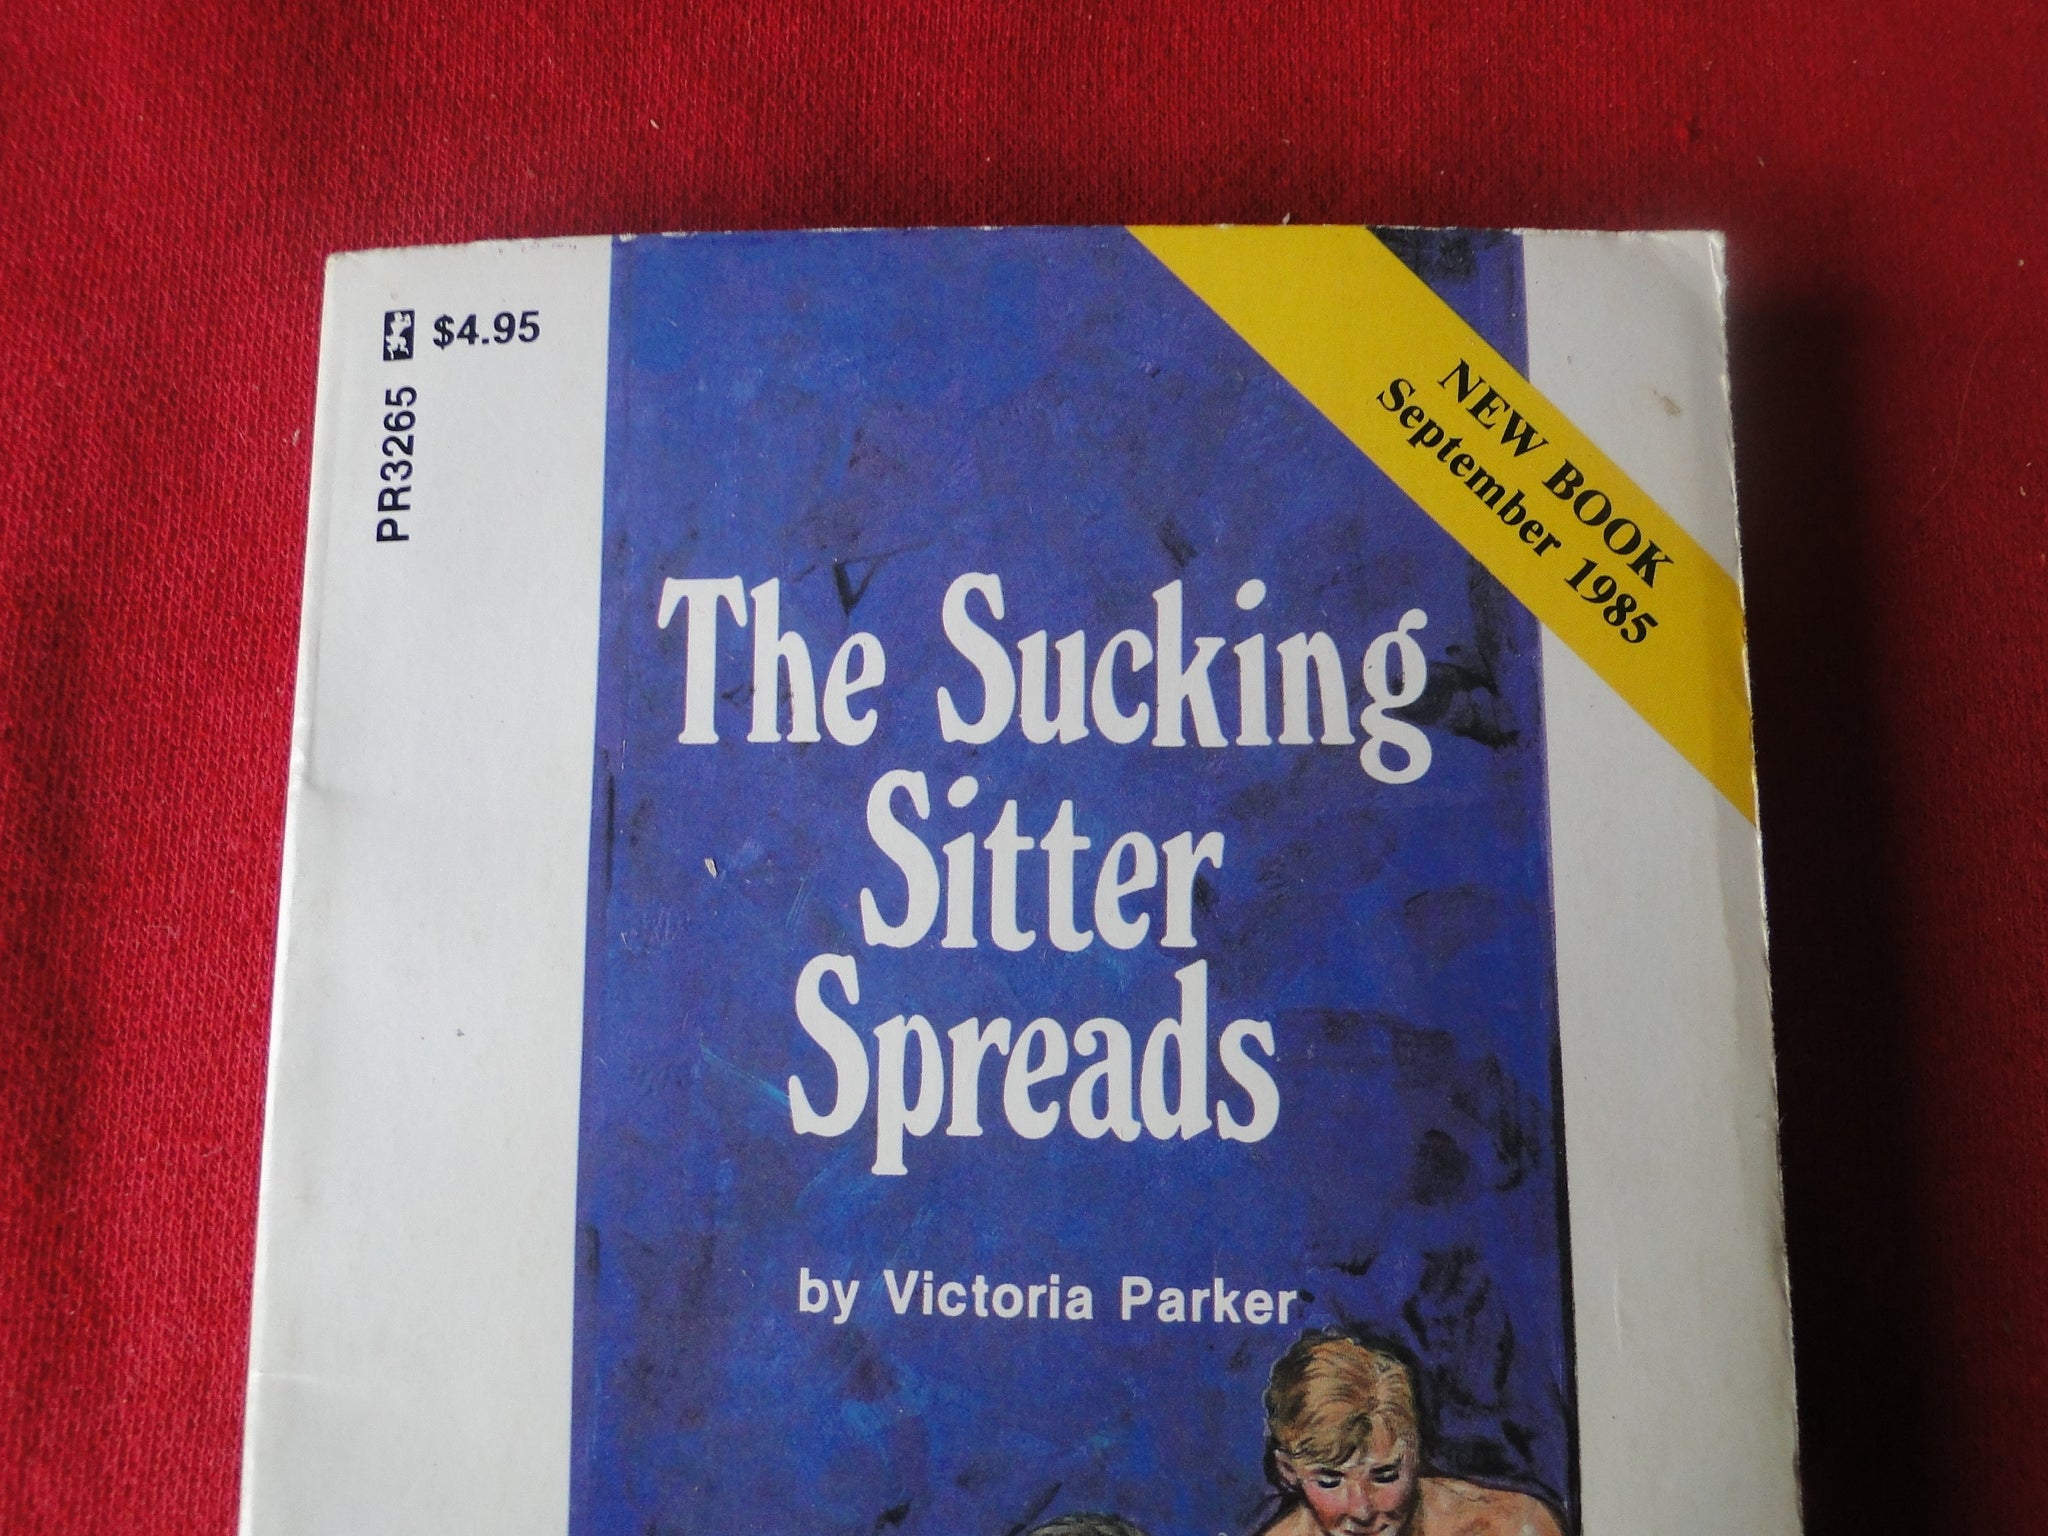 $4.95
PR3265
NEW BOOK
September 1985
The Sucking
Sitter
Spreads
by Victoria Parker